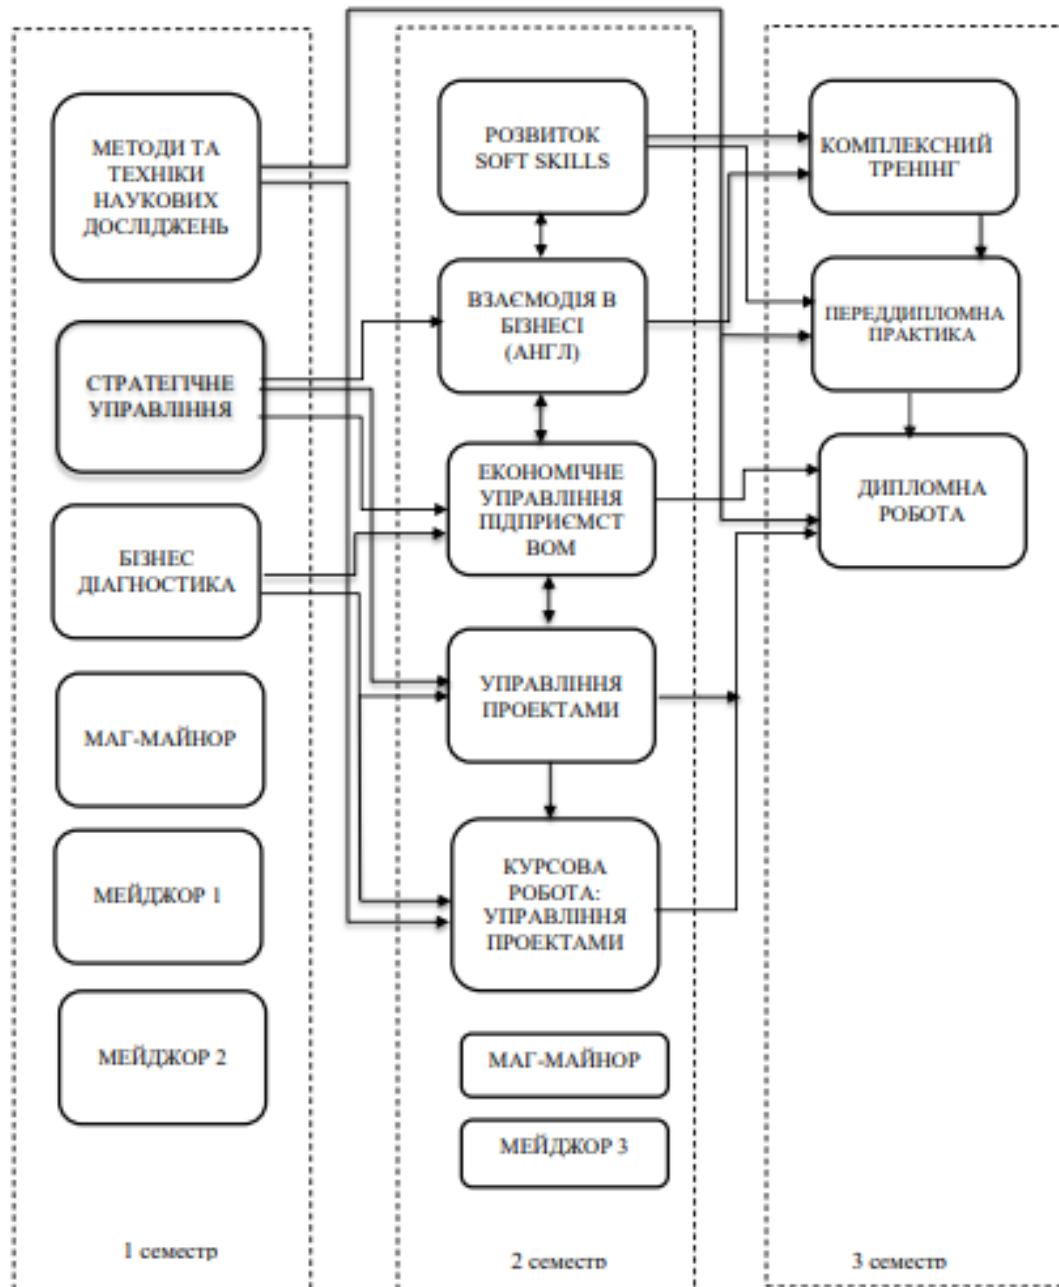 МЕТОДИ ТА
ТЕХНІКИ
НАУКОВИХ
ДОСЛІДЖЕНЬ
СТРАТЕГІЧНЕ
УПРАВЛІННЯ
БІЗНЕС
ДІАГНОСТИКА
МАГ-МАЙНОР
МЕЙДЖОР 1
МЕЙДЖОР 2
1 семестр
РОЗВИТОК
SOFT SKILLS
ВЗАЄМОДІЯ В
БІЗНЕСІ
(АНГЛ)
ЕКОНОМІЧНЕ
УПРАВЛІННЯ
ПІДПРИЄМСТ
ВОМ
УПРАВЛІННЯ
ПРОЕКТАМИ
КУРСОВА
РОБОТА:
УПРАВЛІННЯ
ПРОЕКТАМИ
МАГ-МАЙНОР
МЕЙДЖОР 3
2 семестр
КОМПЛЕКСНИЙ
ТРЕНІНГ
ПЕРЕДДИПЛОМНА
ПРАКТИКА
ДИПЛОМНА
РОБОТА
3 семестр